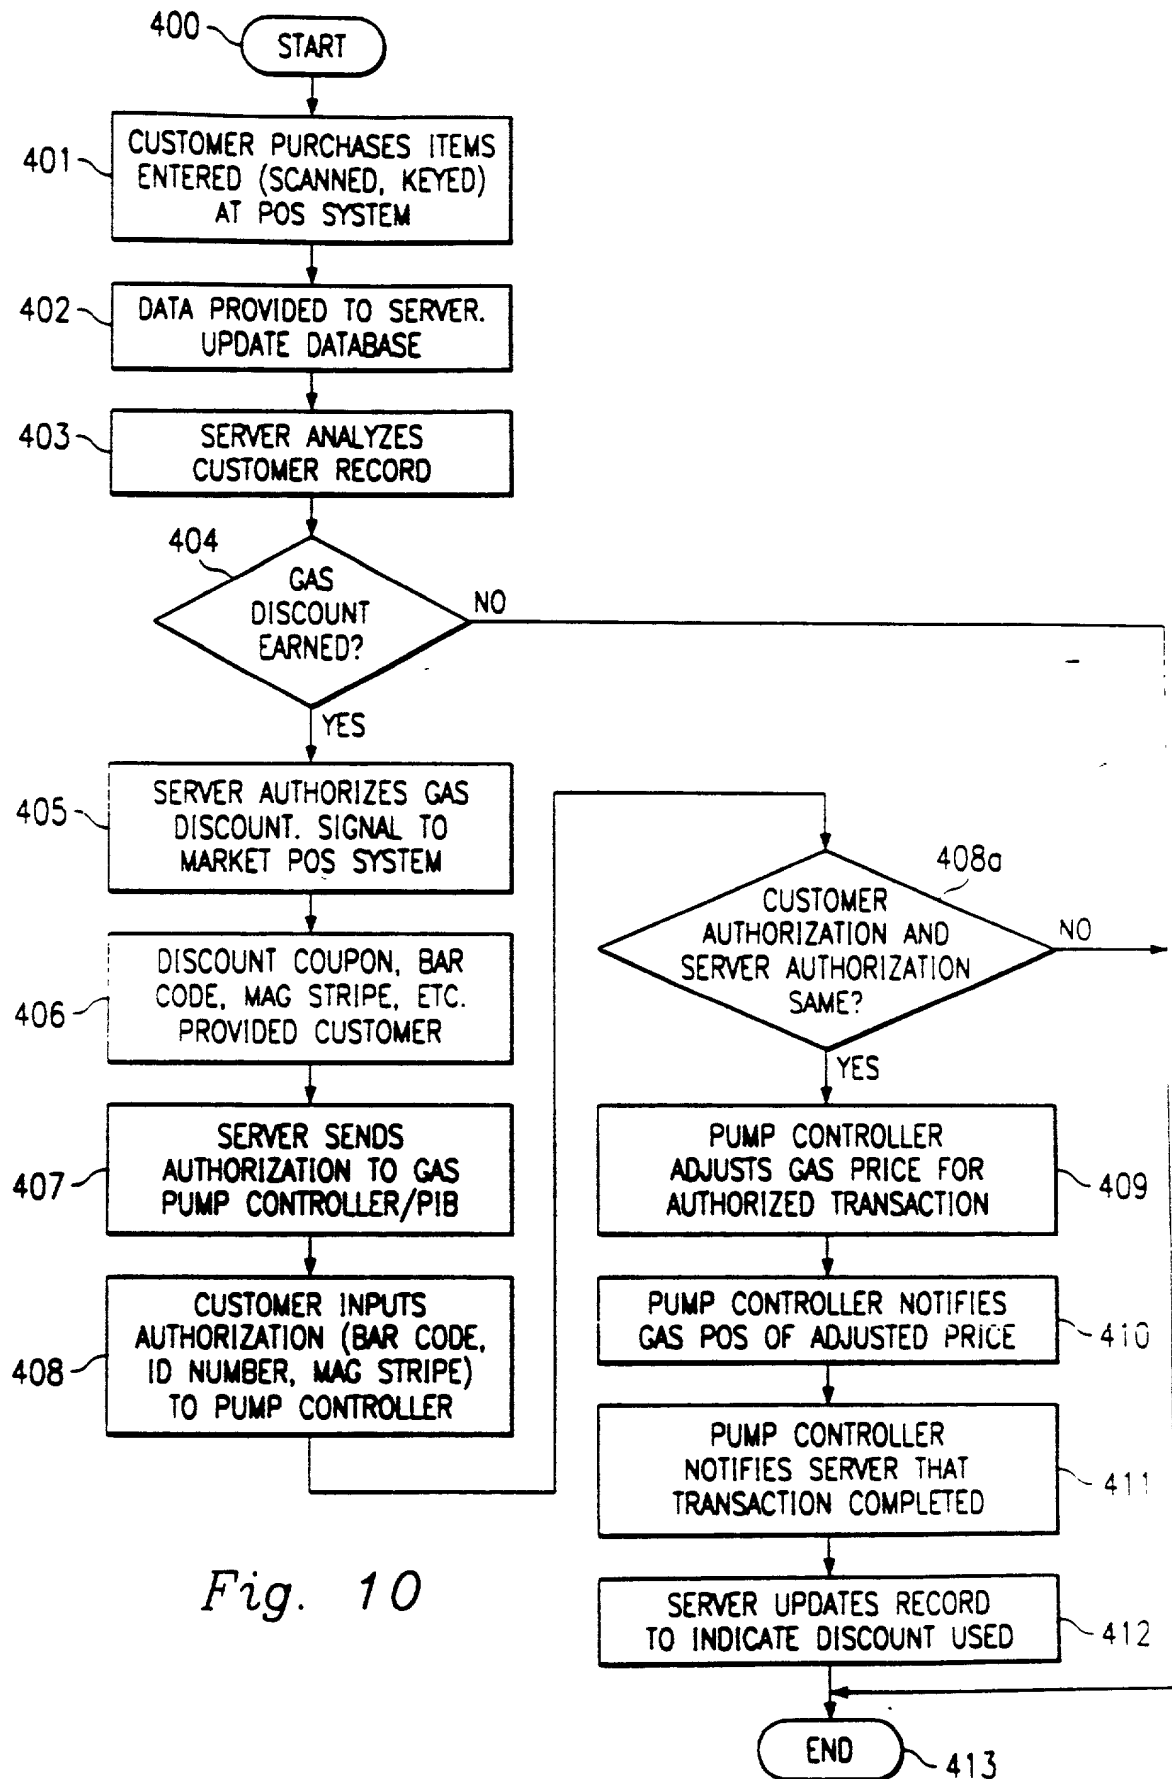 400
START
401
CUSTOMER PURCHASES ITEMS
ENTERED (SCANNED, KEYED)
AT POS SYSTEM
402
DATA PROVIDED TO SERVER.
UPDATE DATABASE
403
SERVER ANALYZES
CUSTOMER RECORD
404
GAS
DISCOUNT
EARNED?
NO
YES
405
SERVER AUTHORIZES GAS
DISCOUNT. SIGNAL TO
MARKET POS SYSTEM
406
DISCOUNT COUPON, BAR
CODE, MAG STRIPE, ETC.
PROVIDED CUSTOMER
407
SERVER SENDS
AUTHORIZATION TO GAS
PUMP CONTROLLER/PIB
408
CUSTOMER INPUTS
AUTHORIZATION (BAR CODE,
ID NUMBER, MAG STRIPE)
TO PUMP CONTROLLER
408a
CUSTOMER
AUTHORIZATION AND
SERVER AUTHORIZATION
SAME?
NO
YES
PUMP CONTROLLER
ADJUSTS GAS PRICE FOR
AUTHORIZED TRANSACTION
409
PUMP CONTROLLER NOTIFIES
GAS POS OF ADJUSTED PRICE
410
PUMP CONTROLLER
NOTIFIES SERVER THAT
TRANSACTION COMPLETED
411
SERVER UPDATES RECORD
TO INDICATE DISCOUNT USED
412
END
413
Fig. 10